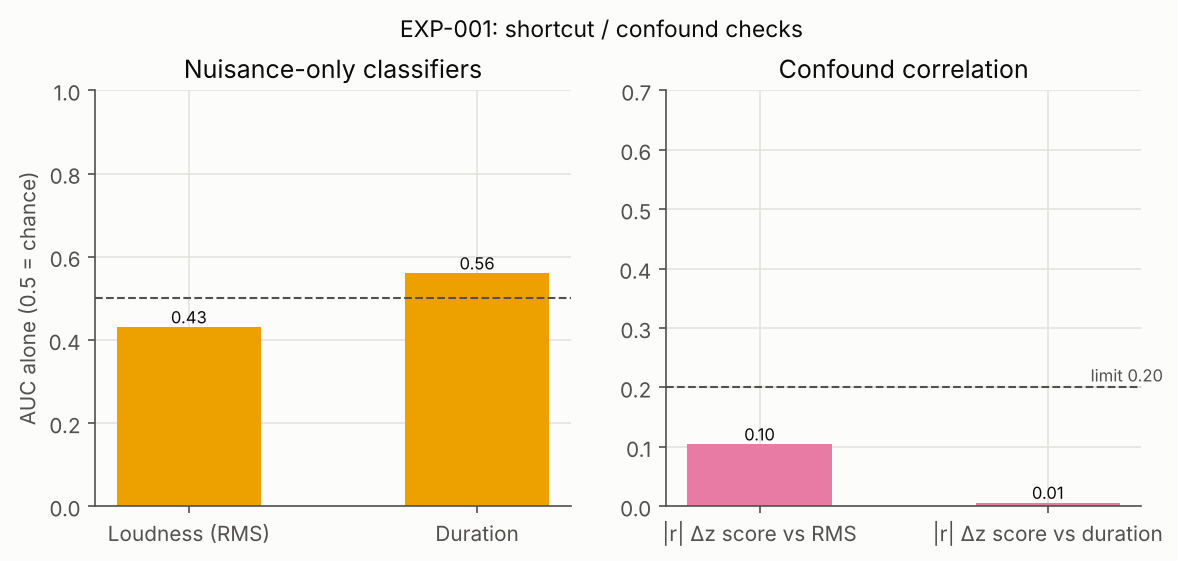 EXP-001: shortcut / confound checks
Nuisance-only classifiers
AUC alone (0.5 = chance)
1.0
0.8
0.6
0.4
0.2
0.0
0.43
0.56
Loudness (RMS)
Duration
Confound correlation
0.7
0.6
0.5
0.4
0.3
0.2
0.1
0.0
limit 0.20
0.10
0.01
|r| Δz score vs RMS
|r| Δz score vs duration